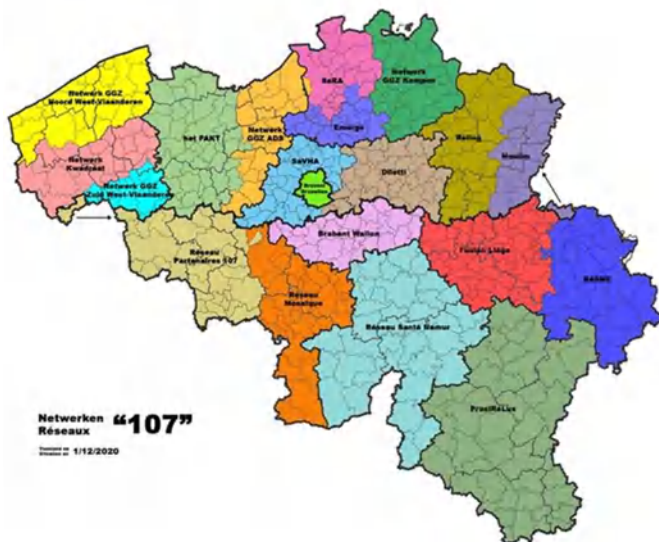 Netwerk GGZ
Noord West-Vlaanderen
Netwerk
Kwadraat
Netwerk GGZ
Zuid West-Vlaanderen
het PAKT
Netwerk
GGZ ADS
SaRA
Emergo
Netwerk
GGZ Kempen
Reling
Noolim
SaVHA
Diletti
Brabant Wallon
Réseau
Partenaires 107
Réseau
Mosaïque
Fusion Liège
Réseau Santé Namur
Netwerken
Réseaux
“107”
1/12/2020